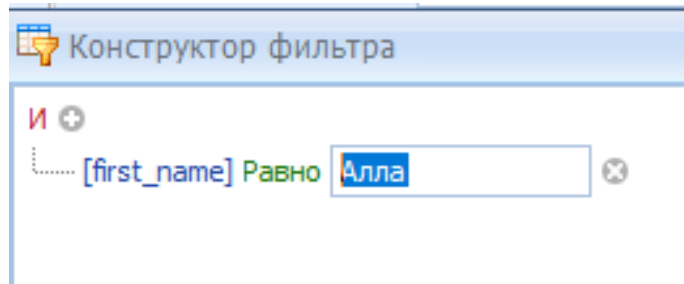 Конструктор фильтра
И
[first_name] Равно Алла